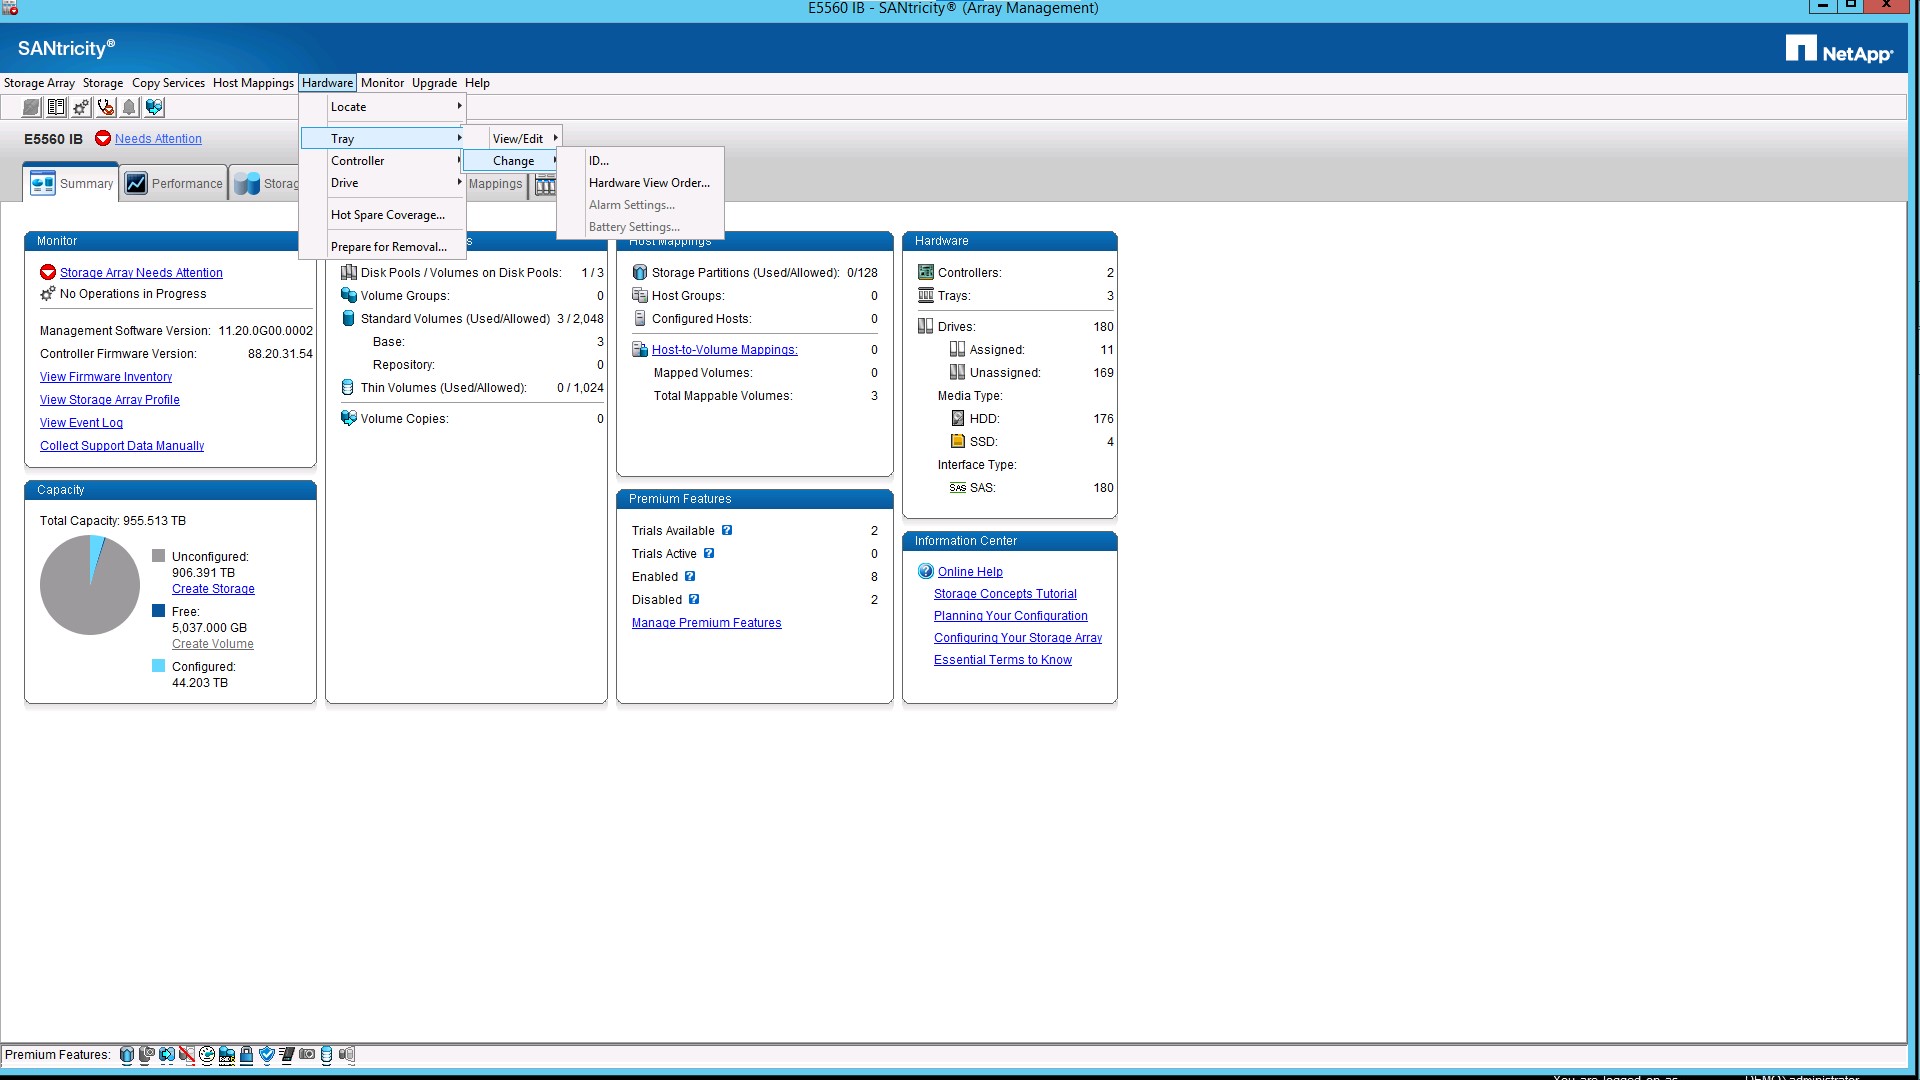 E5560 IB - SANtricity® (Array Management)
SANtricity®
NetApp®
Storage Array Storage Copy Services Host Mappings Hardware Monitor Upgrade Help
E5560 IB Needs Attention
Summary Performance Storag Mappings
Locate
Tray
Controller
Drive
Hot Spare Coverage...
Prepare for Removal...
View/Edit
Change
ID...
Hardware View Order...
Alarm Settings...
Battery Settings...
Monitor
Storage Array Needs Attention
No Operations in Progress
Management Software Version: 11.20.0G00.0002
Controller Firmware Version: 88.20.31.54
View Firmware Inventory
View Storage Array Profile
View Event Log
Collect Support Data Manually
Capacity
Total Capacity: 955.513 TB
Unconfigured:
906.391 TB
Create Storage
Free:
5,037.000 GB
Create Volume
Configured:
44.203 TB
Disk Pools / Volumes on Disk Pools: 1 / 3
Volume Groups: 0
Standard Volumes (Used/Allowed) 3 / 2,048
Base: 3
Repository: 0
Thin Volumes (Used/Allowed): 0 / 1,024
Volume Copies: 0
Host Mappings
Storage Partitions (Used/Allowed): 0/128
Host Groups: 0
Configured Hosts: 0
Host-to-Volume Mappings: 0
Mapped Volumes: 0
Total Mappable Volumes: 3
Premium Features
Trials Available ? 2
Trials Active ? 0
Enabled ? 8
Disabled ? 2
Manage Premium Features
Hardware
Controllers: 2
Trays: 3
Drives: 180
Assigned: 11
Unassigned: 169
Media Type:
HDD: 176
SSD: 4
Interface Type:
SAS SAS: 180
Information Center
? Online Help
Storage Concepts Tutorial
Planning Your Configuration
Configuring Your Storage Array
Essential Terms to Know
Premium Features:
You are logged on as DEMO\administrator